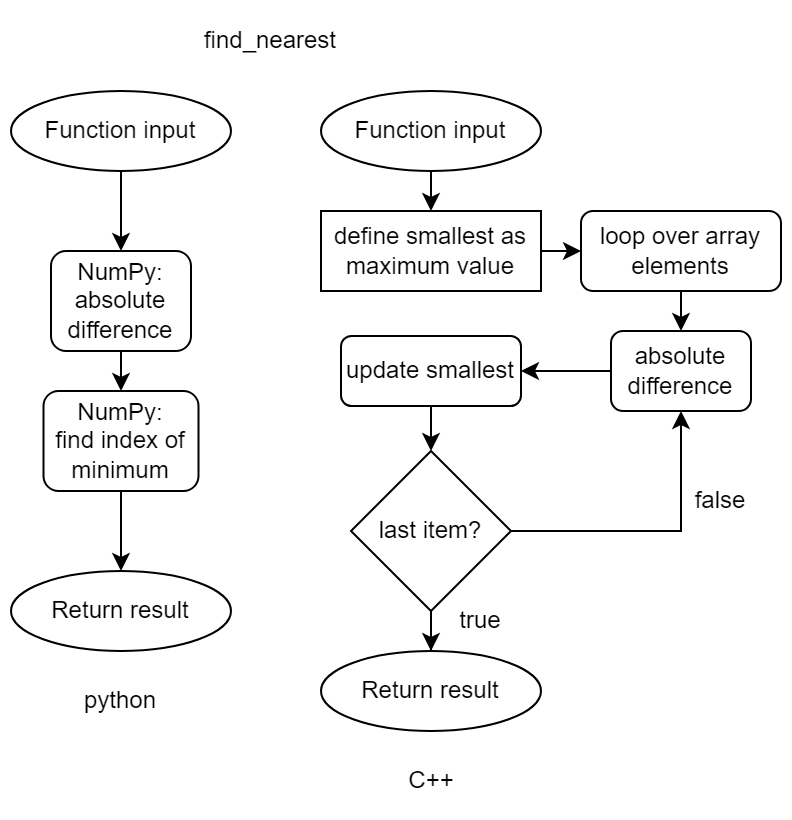 find_nearest
Function input
NumPy:
absolute
difference
NumPy:
find index of
minimum
Return result
python
Function input
define smallest as
maximum value
loop over array
elements
absolute
difference
update smallest
last item?
false
true
Return result
C++